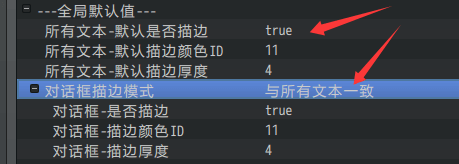 ---全局默认值---
所有文本-默认是否描边 true
所有文本-默认描边颜色ID 11
所有文本-默认描边厚度 4
对话框描边模式 与所有文本一致
对话框-是否描边 true
对话框-描边颜色ID 11
对话框-描边厚度 4